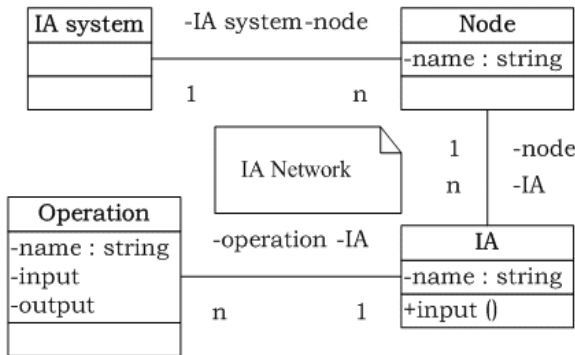 IA system
-IA system-node
Node
-name : string
1
n
IA Network
1
-node
n
-IA
Operation
-name : string
-input
-output
-operation -IA
IA
-name : string
+input ()
n
1